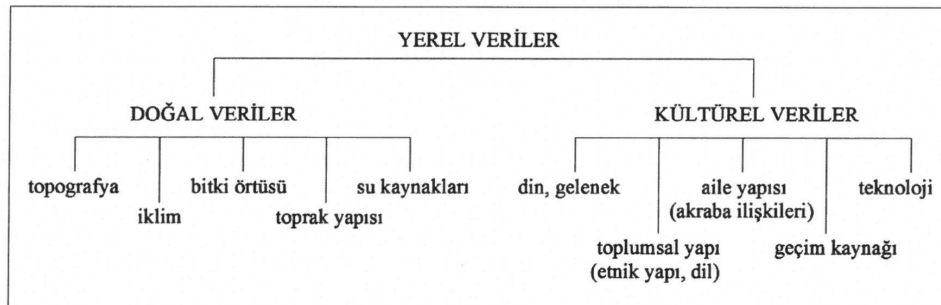 YEREL VERİLER
DOĞAL VERİLER
KÜLTÜREL VERİLER
topografya
iklim
bitki örtüsü
toprak yapısı
su kaynakları
din, gelenek
toplumsal yapı
(etnik yapı, dil)
aile yapısı
(akraba ilişkileri)
geçim kaynağı
teknoloji